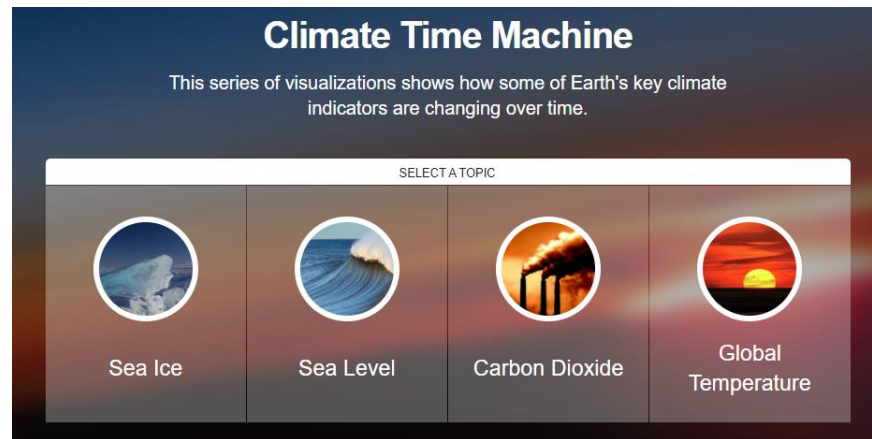 Climate Time Machine
This series of visualizations shows how some of Earth's key climate
indicators are changing over time.
SELECT A TOPIC
Sea Ice
Sea Level
Carbon Dioxide
Global
Temperature